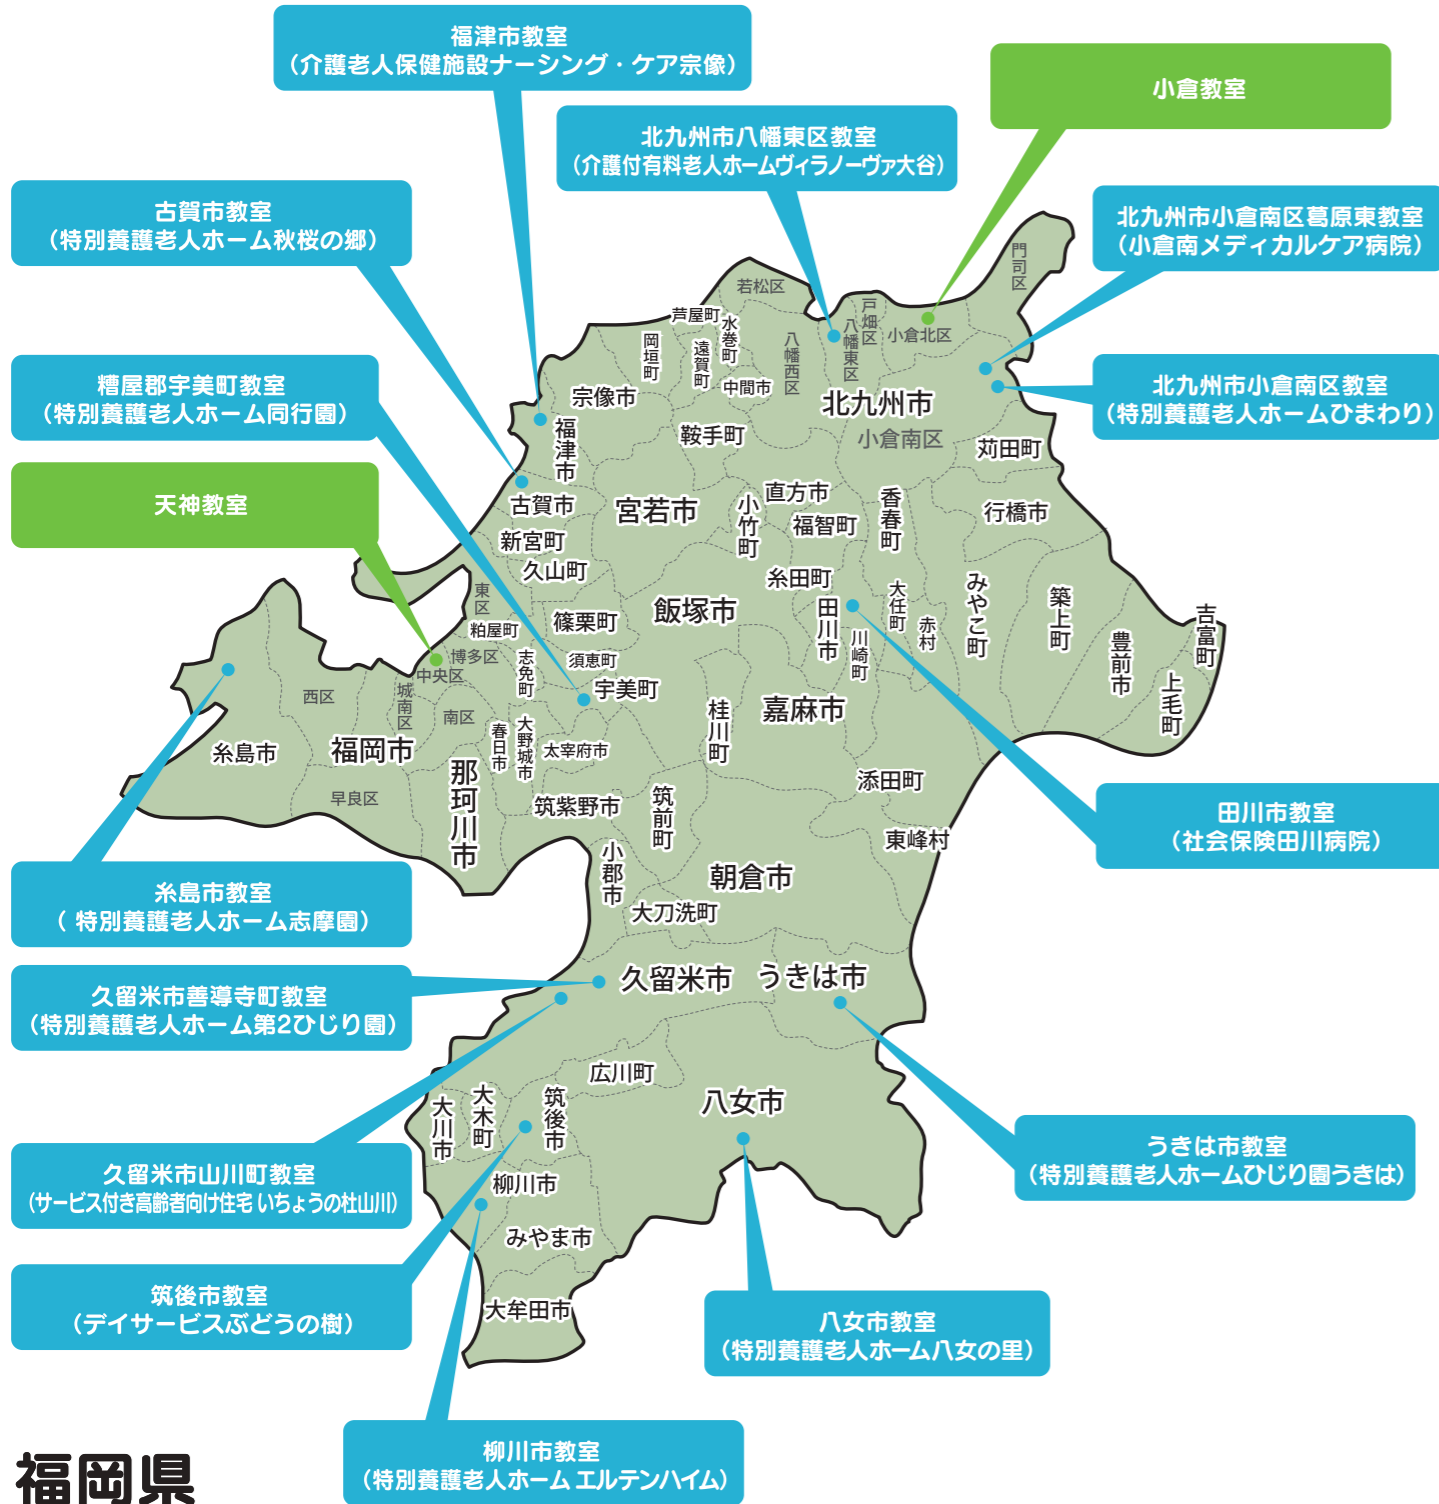 福津市教室
（介護老人保健施設ナーシング・ケア宗像）
小倉教室
北九州市八幡東区教室
（介護付有料老人ホームヴィラノーヴァ大谷）
古賀市教室
（特別養護老人ホーム秋桜の郷）
北九州市小倉南区葛原東教室
（小倉南メディカルケア病院）
糟屋郡宇美町教室
（特別養護老人ホーム同行園）
北九州市小倉南区教室
（特別養護老人ホームひまわり）
天神教室
門司区
若松区
芦屋町
水巻町
戸畑区
岡垣町
遠賀町
八幡西区
八幡東区
小倉北区
中間市
宗像市
北九州市
福津市
鞍手町
小倉南区
苅田町
古賀市
宮若市
小竹町
直方市
福智町
香春町
行橋市
新宮町
久山町
糸田町
東区
篠栗町
飯塚市
田川市
大任町
赤村
みやこ町
築上町
吉富町
粕屋町
博多区
中央区
志免町
須恵町
宇美町
川崎町
豊前市
上毛町
西区
城南区
南区
春日市
大野城市
太宰府市
桂川町
嘉麻市
糸島市
福岡市
早良区
那珂川市
筑紫野市
筑前町
添田町
東峰村
小郡市
朝倉市
大刀洗町
田川市教室
（社会保険田川病院）
糸島市教室
（ 特別養護老人ホーム志摩園）
久留米市
うきは市
久留米市善導寺町教室
（特別養護老人ホーム第2ひじり園）
広川町
八女市
大川市
大木町
筑後市
柳川市
みやま市
大牟田市
久留米市山川町教室
（サービス付き高齢者向け住宅 いちょうの杜山川）
うきは市教室
（特別養護老人ホームひじり園うきは）
筑後市教室
（デイサービスぶどうの樹）
八女市教室
（特別養護老人ホーム八女の里）
柳川市教室
（特別養護老人ホーム エルテンハイム）
福岡県